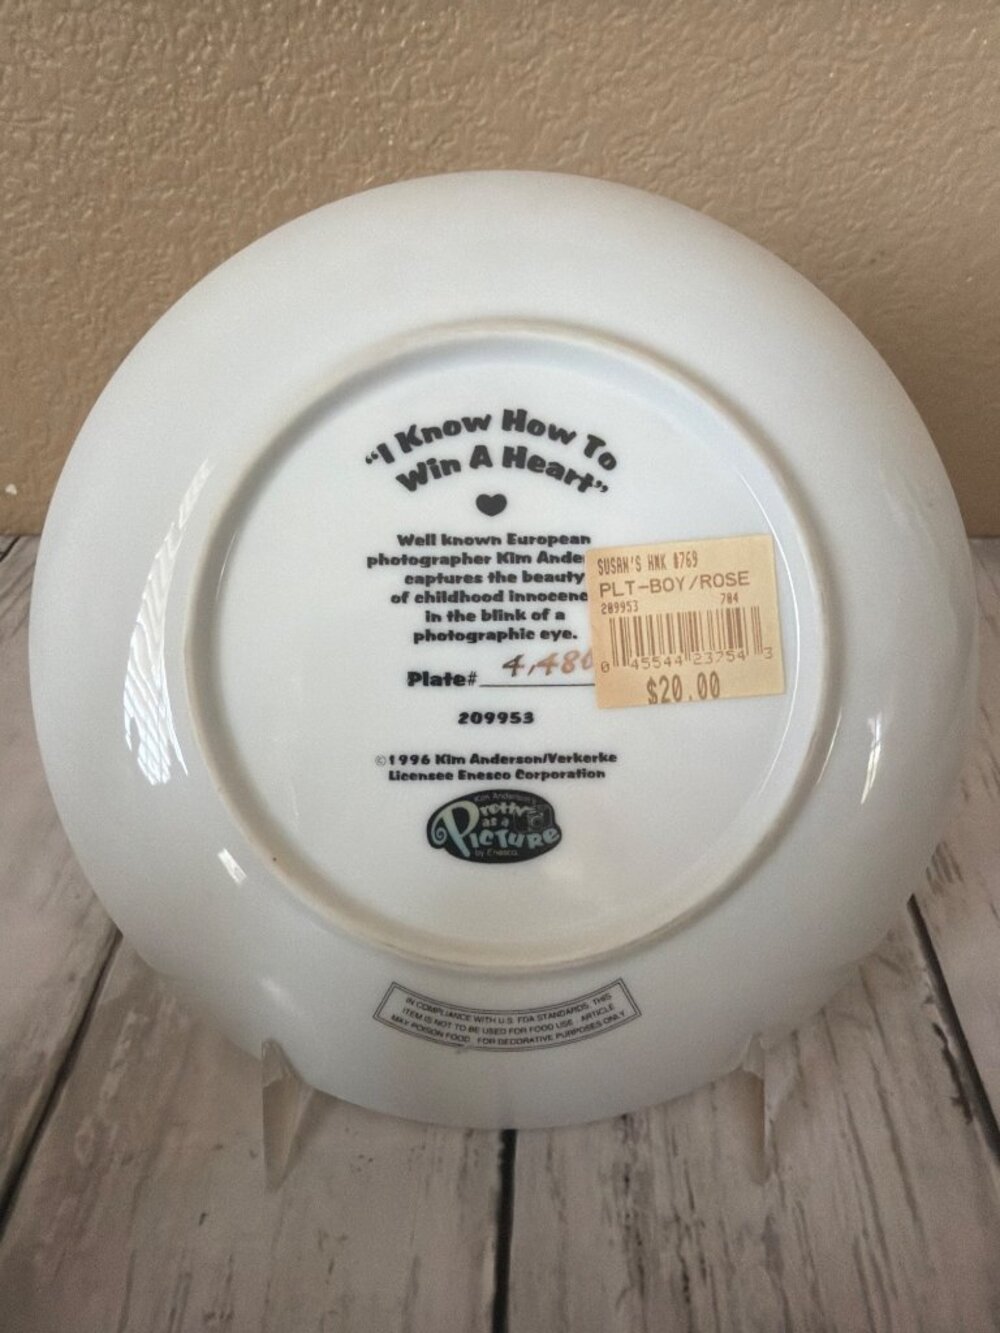 “I Know How To
Win A Heart”
Well known European
photographer Kim Ande
captures the beauty
of childhood innocenc
in the blink of a
photographic eye.
Plate# 4,486
209953
©1996 Kim Anderson/Verkerke
Licensee Enesco Corporation
Kim Anderson's
Pretty
as a
Picture
by Enesco
IN COMPLIANCE WITH U.S. FDA STANDARDS, THIS
ITEM IS NOT TO BE USED FOR FOOD USE. ARTICLE
MAY POISON FOOD. FOR DECORATIVE PURPOSES ONLY
SUSAN'S HMK #769
PLT-BOY/ROSE
209953 704
0 45544 23754 3
$20.00